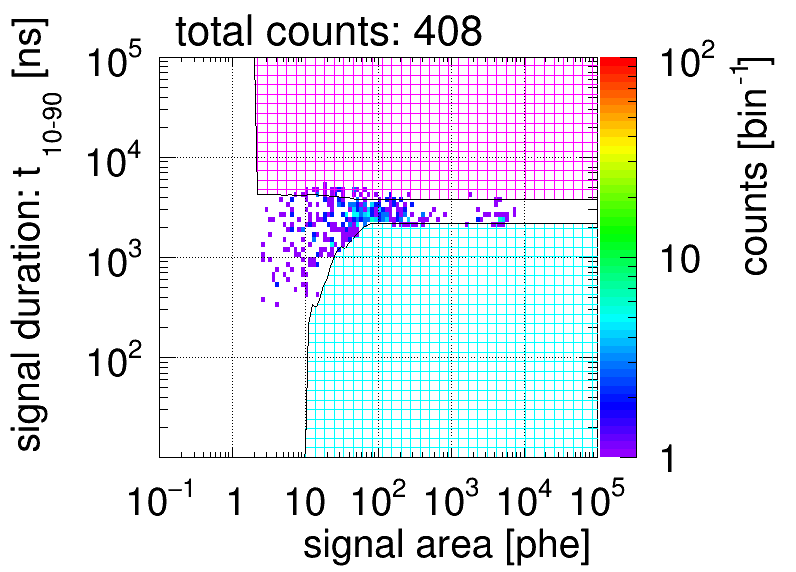 total counts: 408
signal duration: t 10-90 [ns]
10^5
10^4
10^3
10^2
10^−1 1 10 10^2 10^3 10^4 10^5
signal area [phe]
10^2
10
1
counts [bin^-1]